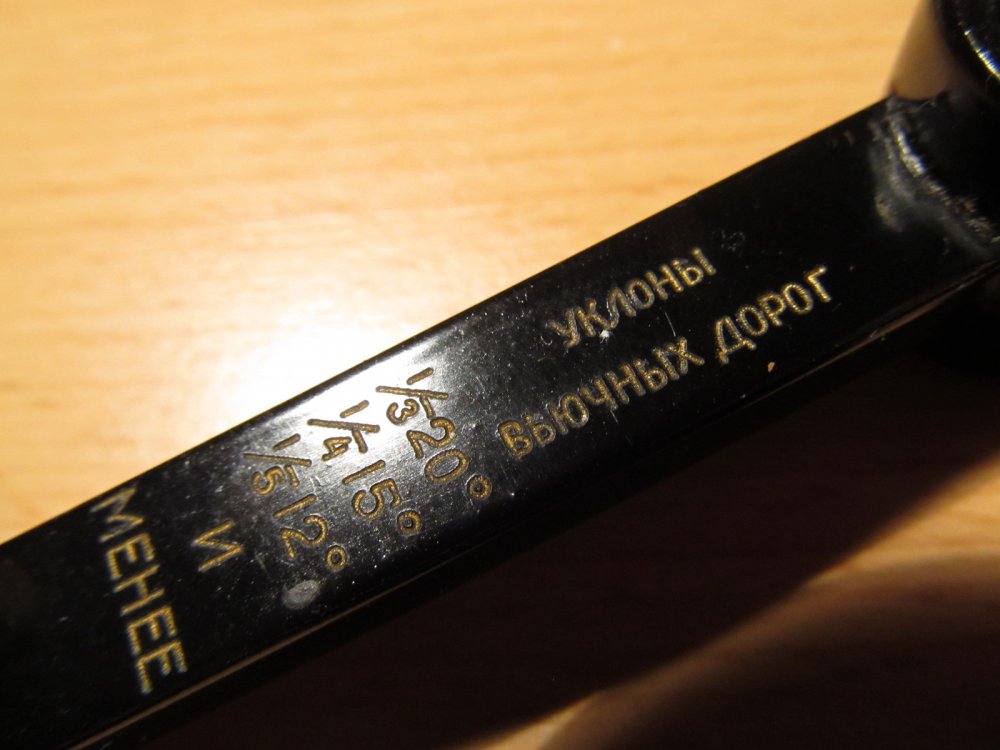 УКЛОНЫ
ВЬЮЧНЫХ ДОРОГ
1/3 20°
1/4 15°
1/5 12°
И
МЕНЕЕ